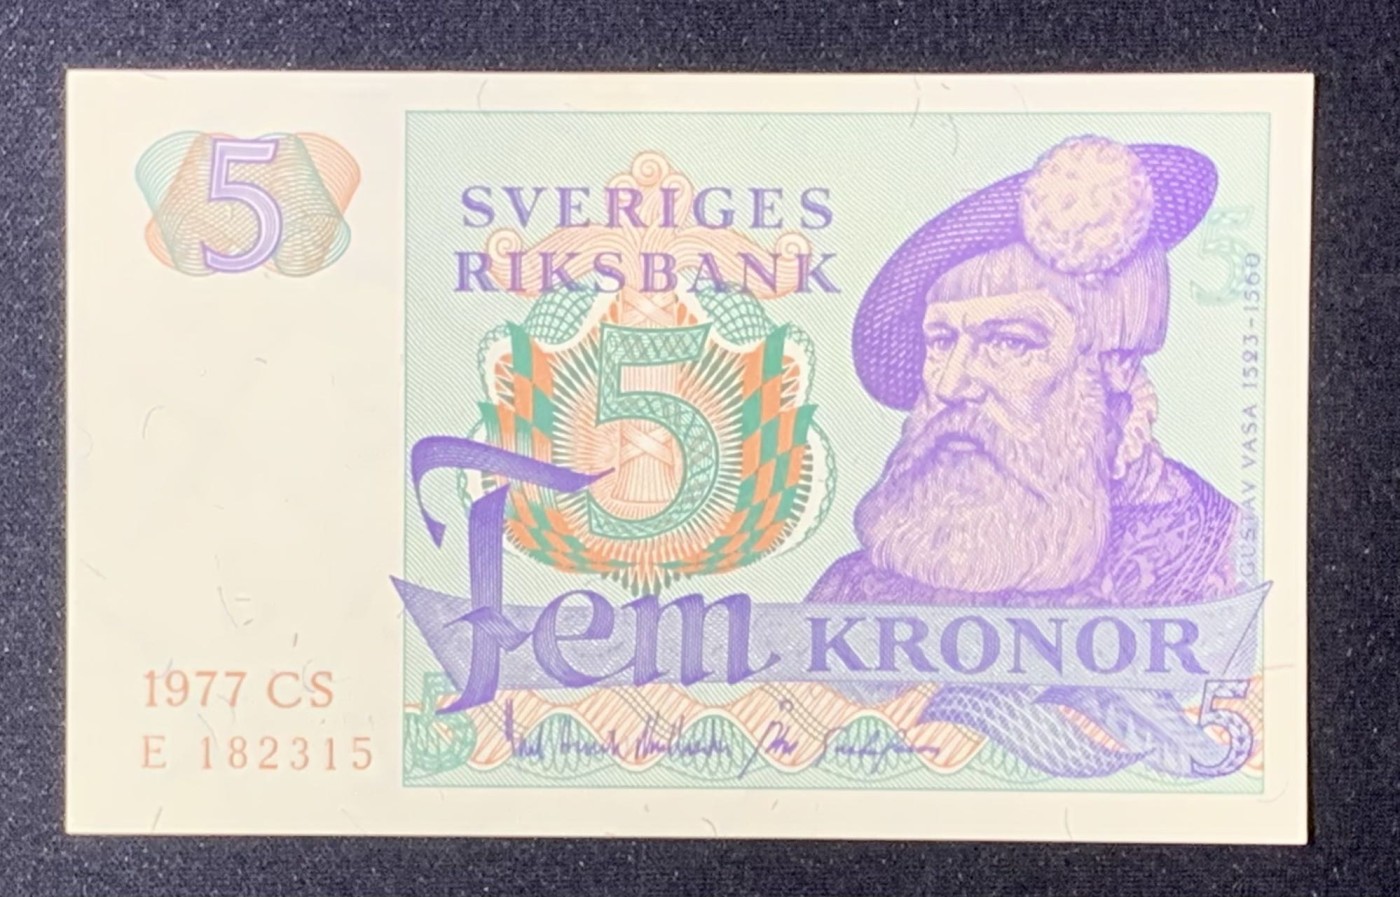 5
SVERIGES
RIKSBANK
5
5
GUSTAV VASA 1523-1560
Fem KRONOR
1977 CS
E 182315
5
5